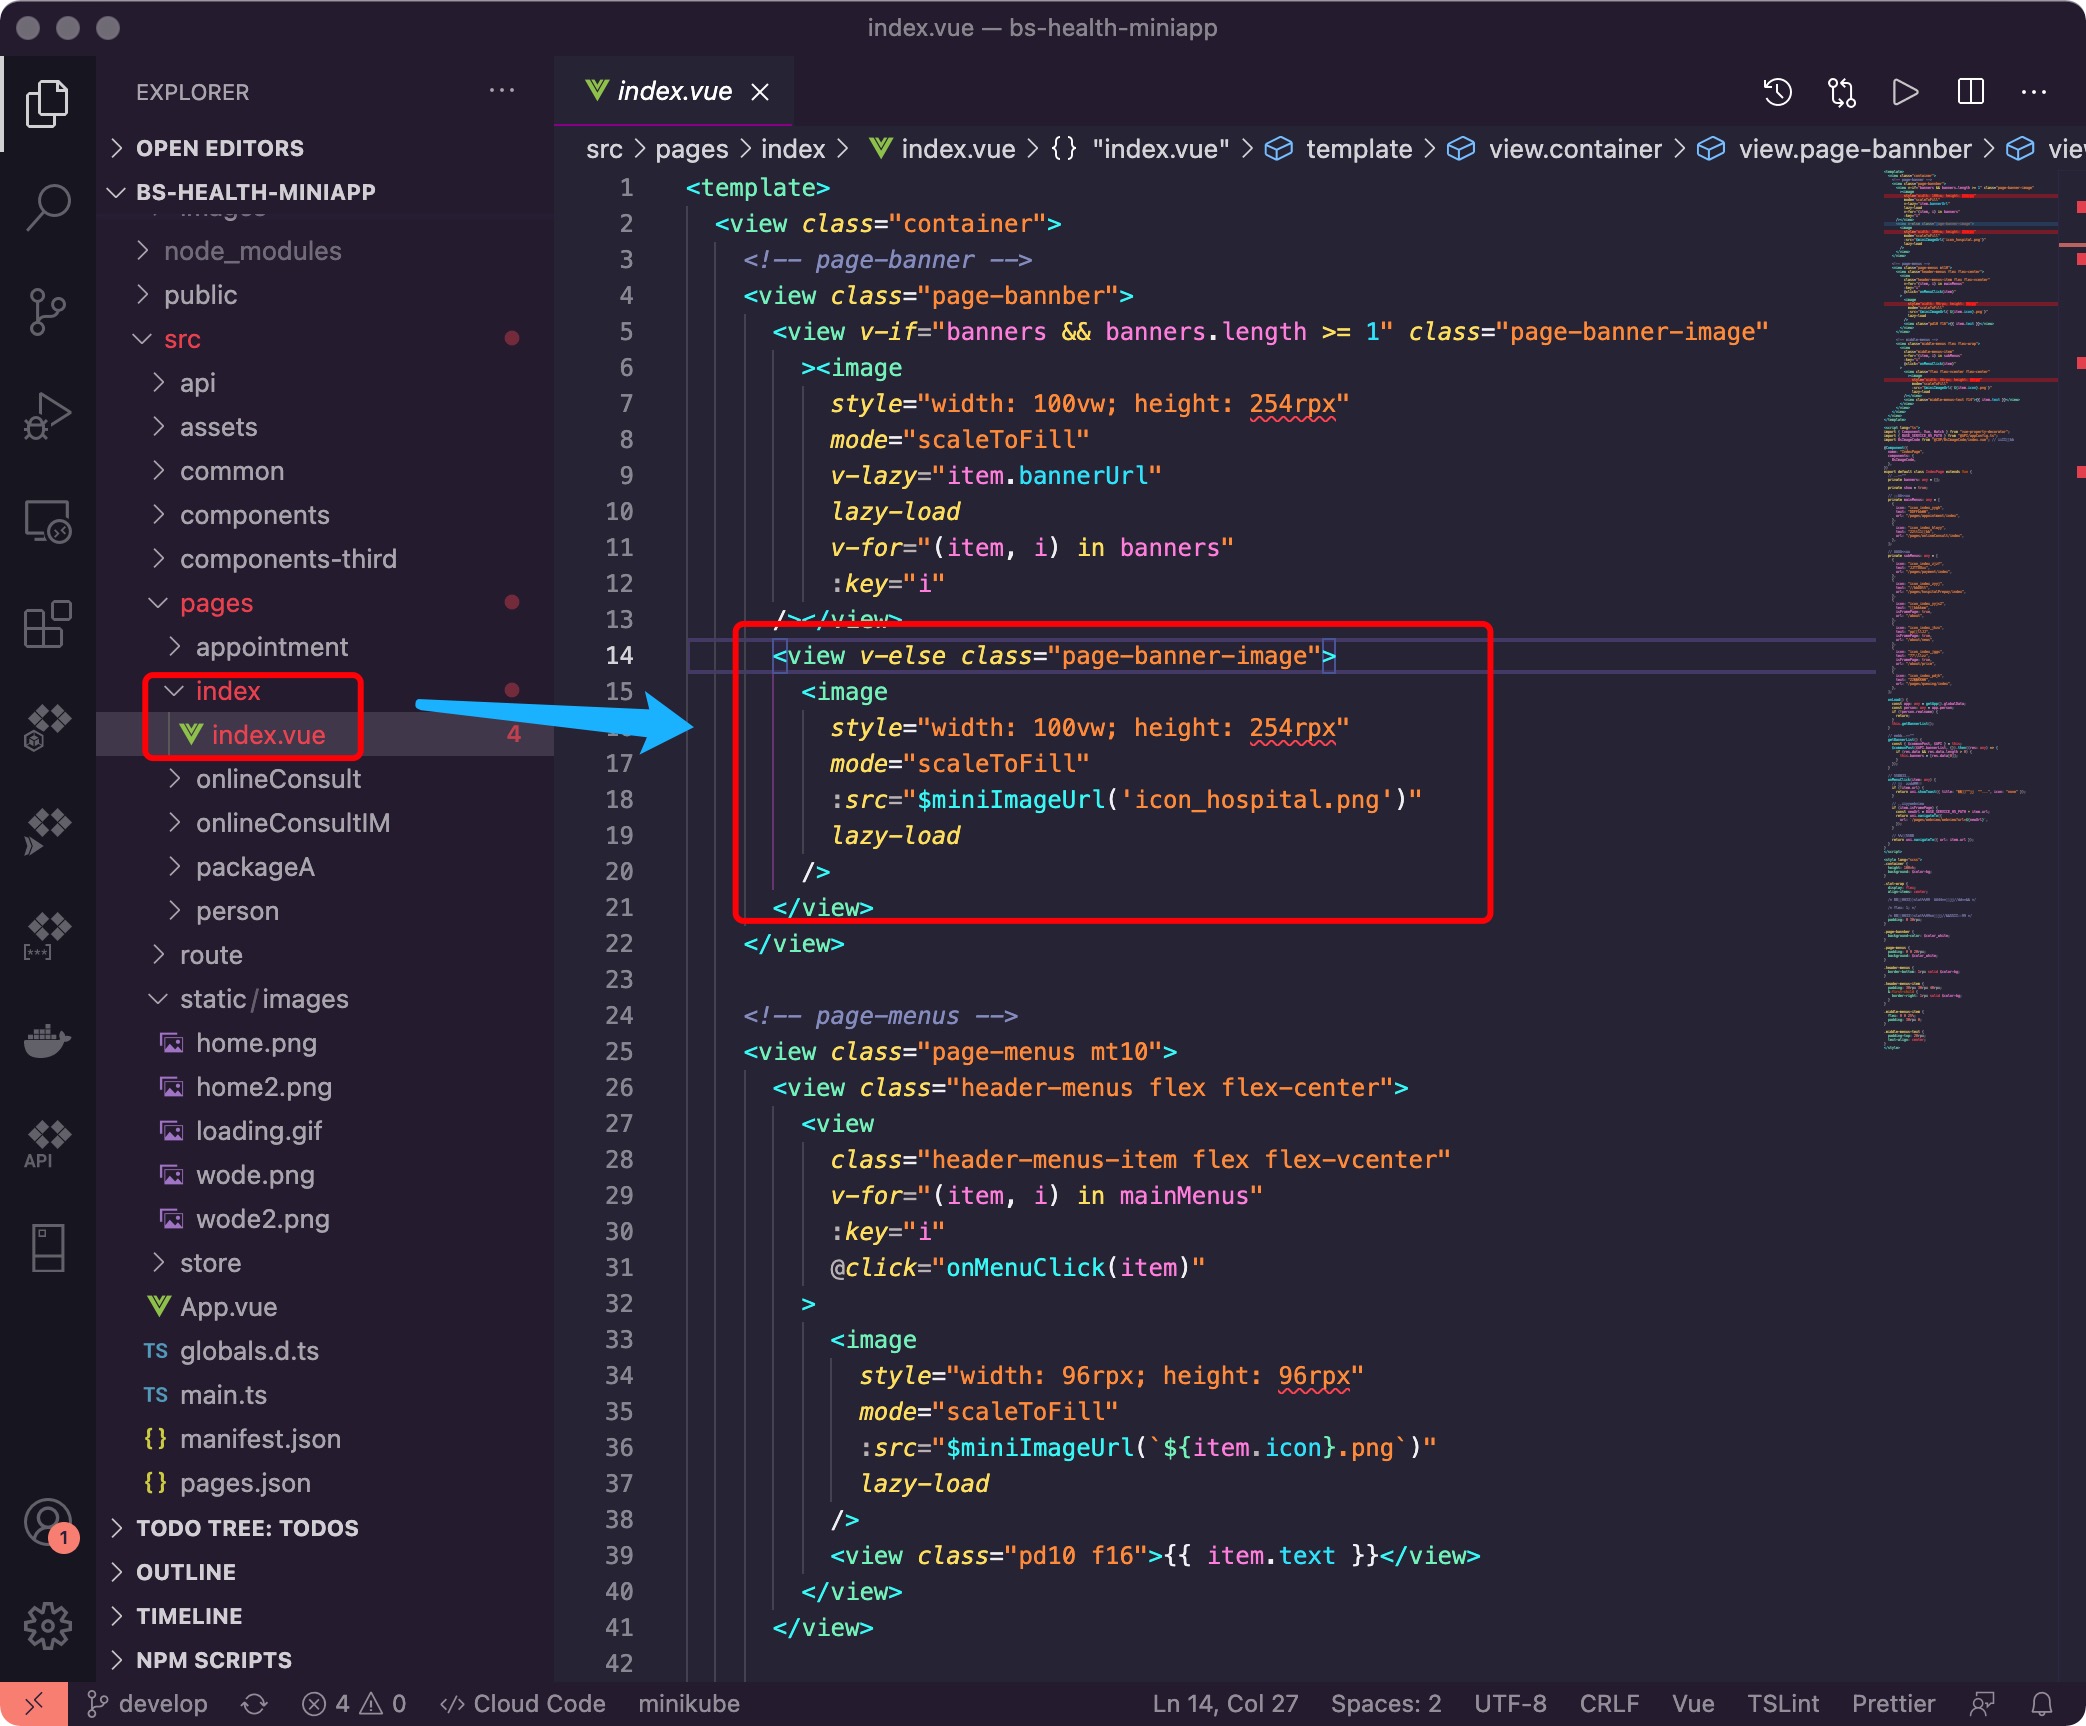 index.vue — bs-health-miniapp
EXPLORER
OPEN EDITORS
BS-HEALTH-MINIAPP
images
node_modules
public
src
api
assets
common
components
components-third
pages
appointment
index
index.vue 4
onlineConsult
onlineConsultIM
packageA
person
route
static/images
home.png
home2.png
loading.gif
wode.png
wode2.png
store
App.vue
TS globals.d.ts
TS main.ts
{} manifest.json
{} pages.json
TODO TREE: TODOS
OUTLINE
TIMELINE
NPM SCRIPTS
API
1
index.vue
src > pages > index > index.vue > {} "index.vue" > template > view.container > view.page-bannber > vie
1 <template>
2 <view class="container">
3 <!-- page-banner -->
4 <view class="page-bannber">
5 <view v-if="banners && banners.length >= 1" class="page-banner-image"
6 ><image
7 style="width: 100vw; height: 254rpx"
8 mode="scaleToFill"
9 v-lazy="item.bannerUrl"
10 lazy-load
11 v-for="(item, i) in banners"
12 :key="i"
13 /></view>
14 <view v-else class="page-banner-image">
15 <image
16 style="width: 100vw; height: 254rpx"
17 mode="scaleToFill"
18 :src="$miniImageUrl('icon_hospital.png')"
19 lazy-load
20 />
21 </view>
22 </view>
23
24 <!-- page-menus -->
25 <view class="page-menus mt10">
26 <view class="header-menus flex flex-center">
27 <view
28 class="header-menus-item flex flex-vcenter"
29 v-for="(item, i) in mainMenus"
30 :key="i"
31 @click="onMenuClick(item)"
32 >
33 <image
34 style="width: 96rpx; height: 96rpx"
35 mode="scaleToFill"
36 :src="$miniImageUrl(`${item.icon}.png`)"
37 lazy-load
38 />
39 <view class="pd10 f16">{{ item.text }}</view>
40 </view>
41 </view>
42
develop 4 0 Cloud Code minikube Ln 14, Col 27 Spaces: 2 UTF-8 CRLF Vue TSLint Prettier